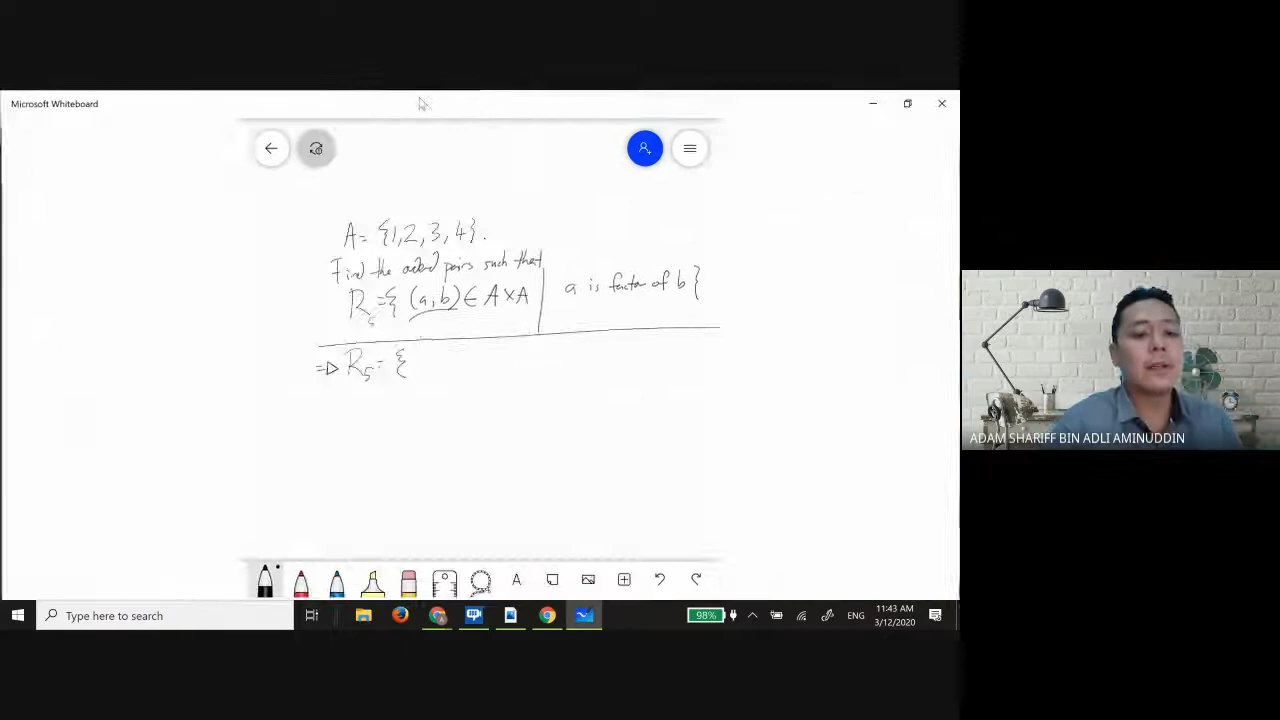 Microsoft Whiteboard
A = {1,2,3,4}.
Find the ordered pairs such that
R₅ = { (a,b) ∈ A×A | a is factor of b }
⇒ R₅ = {
ADAM SHARIFF BIN ADLI AMINUDDIN
A
Type here to search
98%
ENG
11:43 AM
3/12/2020